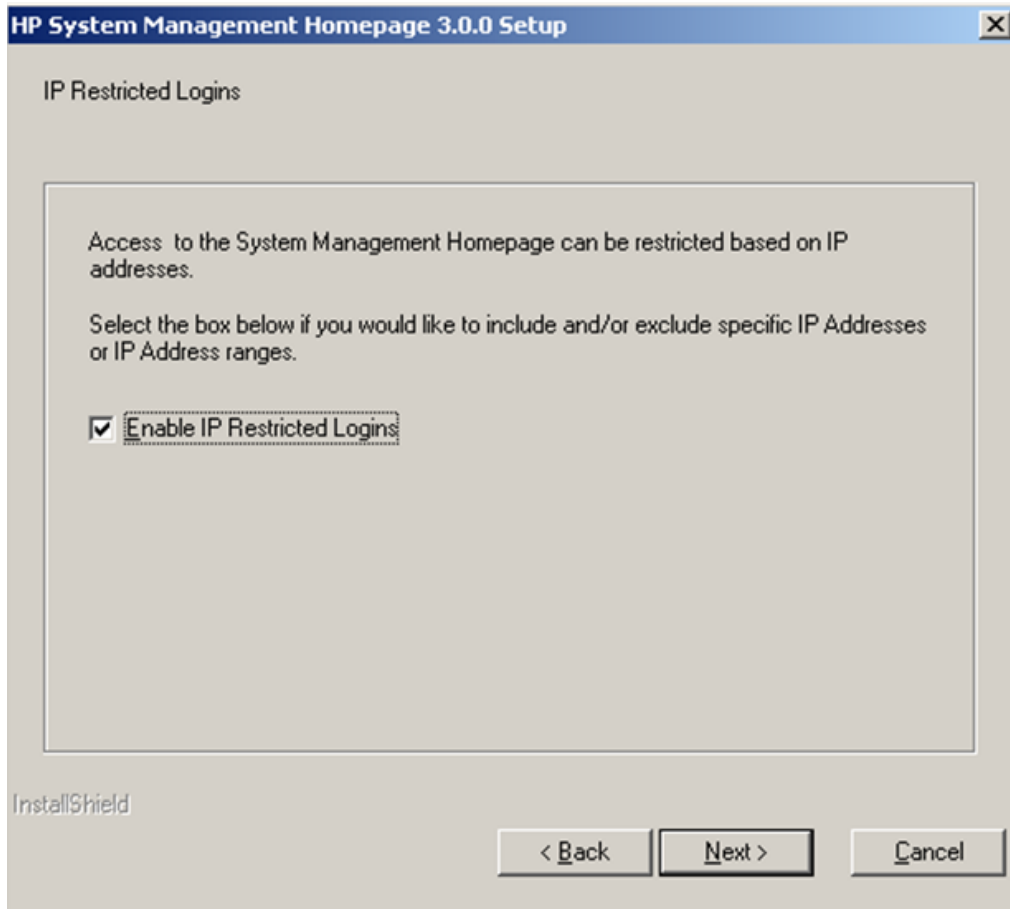 HP System Management Homepage 3.0.0 Setup
IP Restricted Logins
Access  to the System Management Homepage can be restricted based on IP
addresses.
Select the box below if you would like to include and/or exclude specific IP Addresses
or IP Address ranges.
Enable IP Restricted Logins
InstallShield
< Back
Next >
Cancel